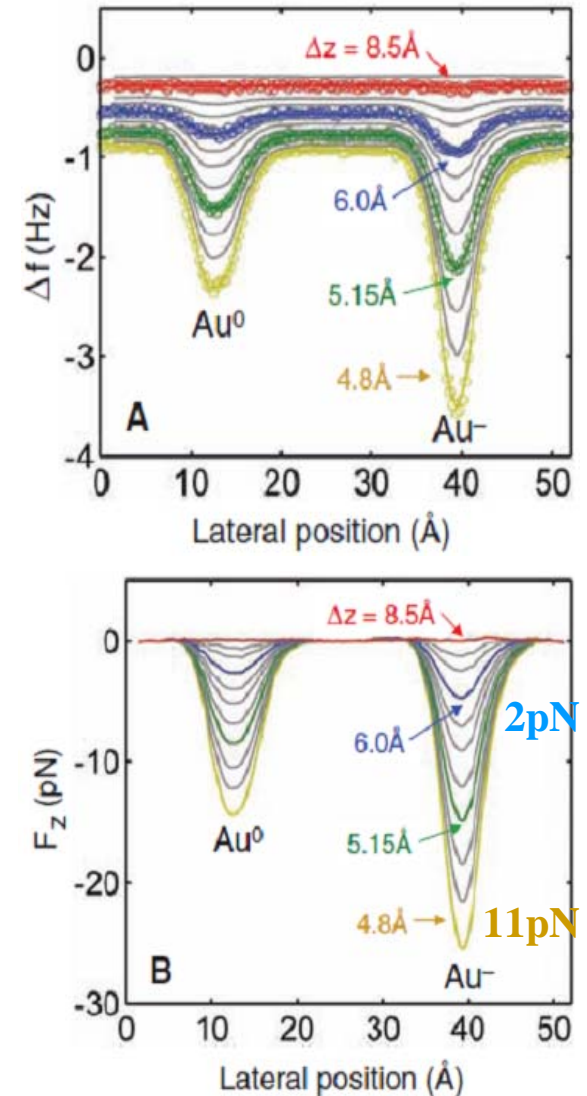 0
Δz = 8.5Å
-1
6.0Å
Δf (Hz)
-2
5.15Å
Au⁰
-3
4.8Å
A
Au⁻
-4
0 10 20 30 40 50
Lateral position (Å)
Δz = 8.5Å
0
2pN
6.0Å
-10
F_z (pN)
Au⁰
5.15Å
-20
4.8Å
11pN
B
Au⁻
-30
0 10 20 30 40 50
Lateral position (Å)